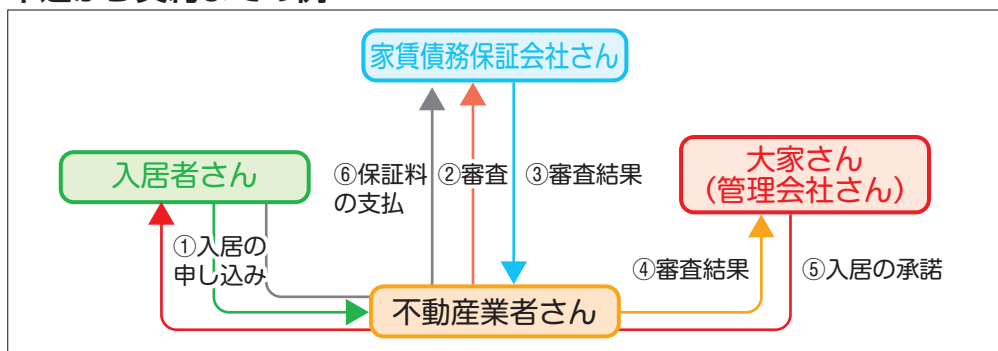 家賃債務保証会社さん
入居者さん
⑥保証料
の支払
②審査
③審査結果
大家さん
（管理会社さん）
①入居の
申し込み
④審査結果
⑤入居の承諾
不動産業者さん